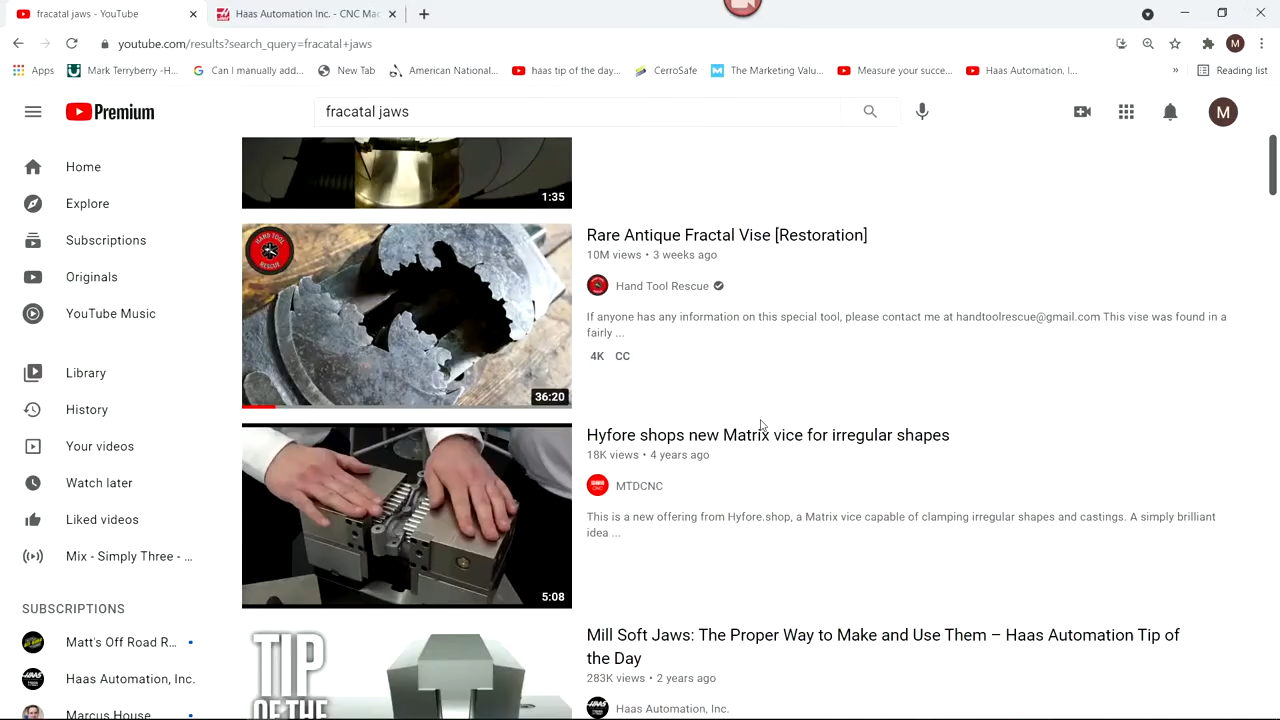 fracatal jaws - YouTube
Haas Automation Inc. - CNC Mac
youtube.com/results?search_query=fracatal+jaws
M
Apps
Mark Terryberry -H...
Can I manually add...
New Tab
American National...
haas tip of the day...
CerroSafe
The Marketing Valu...
Measure your succe...
Haas Automation, I...
»
Reading list
Premium
fracatal jaws
M
Home
Explore
Subscriptions
Originals
YouTube Music
Library
History
Your videos
Watch later
Liked videos
Mix - Simply Three - ...
SUBSCRIPTIONS
Matt's Off Road R...
Haas Automation, Inc.
Marcus House
1:35
HAND TOOL
RESCUE
36:20
Rare Antique Fractal Vise [Restoration]
10M views • 3 weeks ago
Hand Tool Rescue
If anyone has any information on this special tool, please contact me at handtoolrescue@gmail.com This vise was found in a
fairly ...
4K CC
5:08
Hyfore shops new Matrix vice for irregular shapes
18K views • 4 years ago
MTDCNC
This is a new offering from Hyfore.shop, a Matrix vice capable of clamping irregular shapes and castings. A simply brilliant
idea ...
TIP
OF THE
Mill Soft Jaws: The Proper Way to Make and Use Them – Haas Automation Tip of
the Day
283K views • 2 years ago
Haas Automation, Inc.